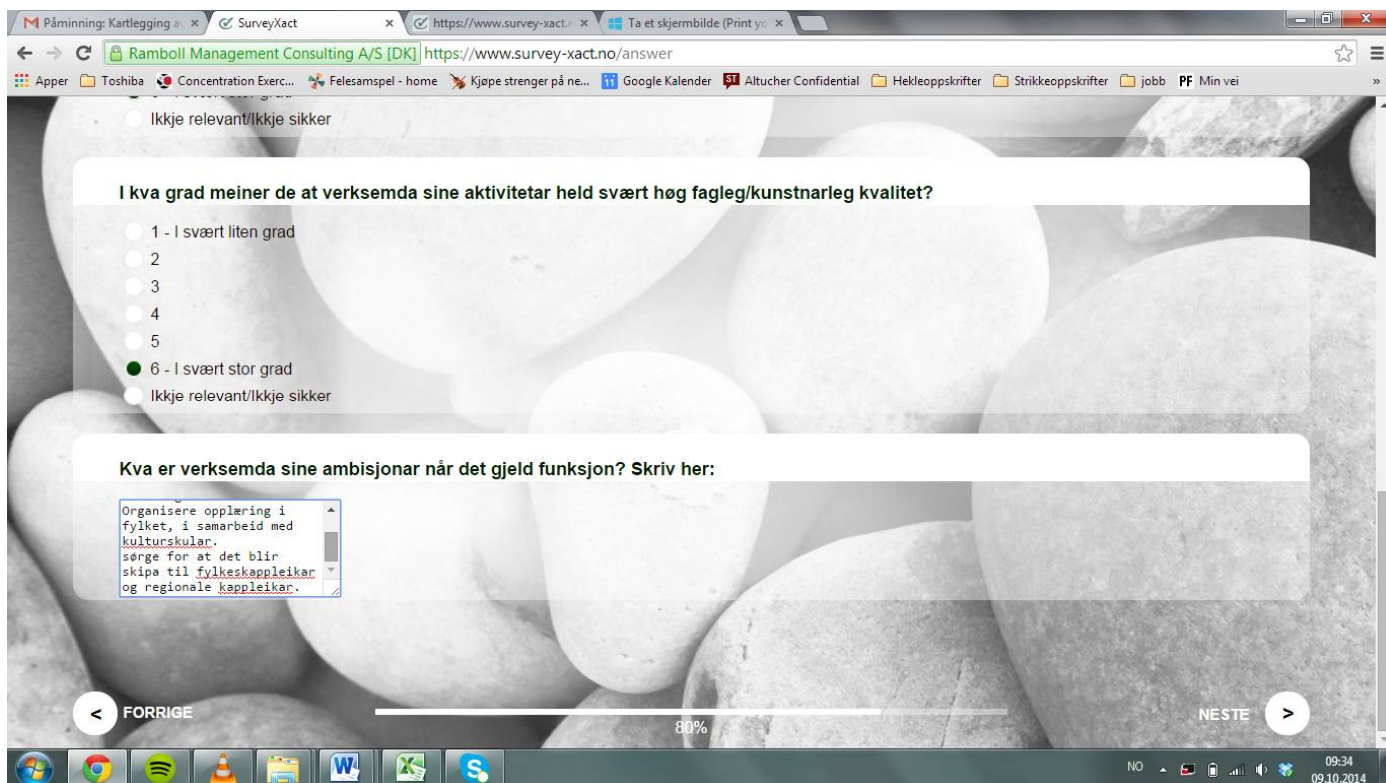 Påminning: Kartlegging a
SurveyXact
https://www.survey-xact.
Ta et skjermbilde (Print yo
Ramboll Management Consulting A/S [DK] https://www.survey-xact.no/answer
Apper Toshiba Concentration Exerc... Felesamspel - home Kjøpe strenger på ne... Google Kalender ST Altucher Confidential Hekleoppskrifter Strikkeoppskrifter jobb PF Min vei »
Ikkje relevant/Ikkje sikker
I kva grad meiner de at verksemda sine aktivitetar held svært høg fagleg/kunstnarleg kvalitet?
1 - I svært liten grad
2
3
4
5
6 - I svært stor grad
Ikkje relevant/Ikkje sikker
Kva er verksemda sine ambisjonar når det gjeld funksjon? Skriv her:
Organisere opplæring i
fylket, i samarbeid med
kulturskular.
sørge for at det blir
skipa til fylkeskappleikar
og regionale kappleikar.
< FORRIGE
80%
NESTE >
NO
09:34
09.10.2014